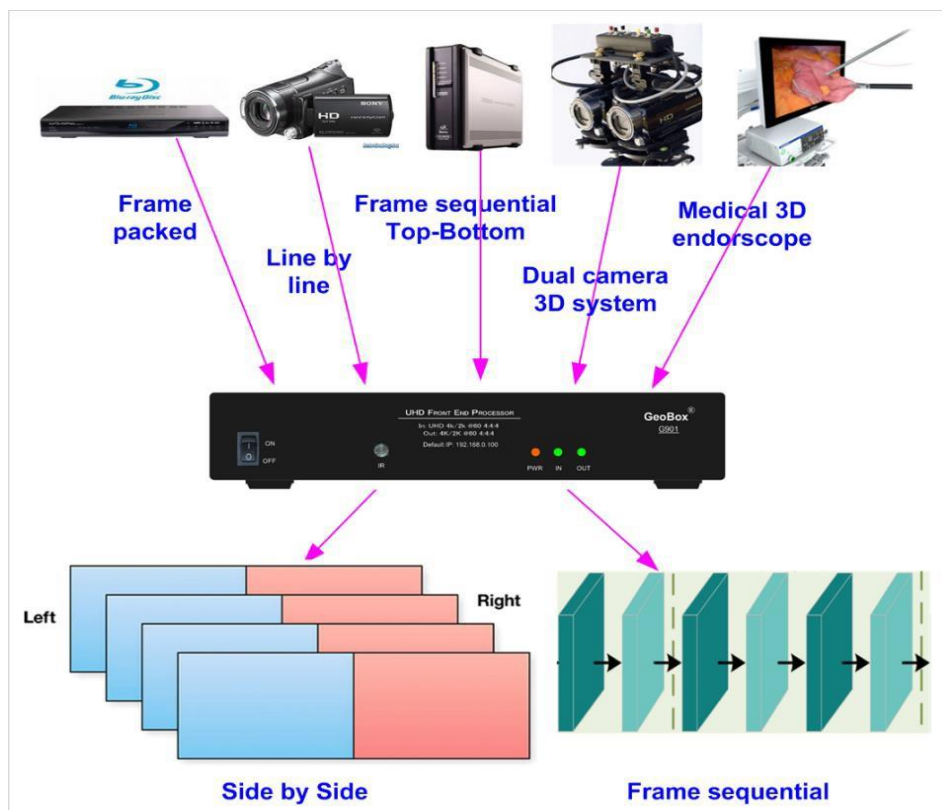 Blu-ray Disc
SONY
HD
HD
Frame
packed
Line by
line
Frame sequential
Top-Bottom
Dual camera
3D system
Medical 3D
endorscope
UHD FRONT END PROCESSOR
In: UHD 4k/2k @60 4:4:4
Out: 4K/2K @60 4:4:4
Default IP: 192.168.0.100
GeoBox®
G901
ON
OFF
IR
PWR IN OUT
Left
Right
Side by Side
Frame sequential